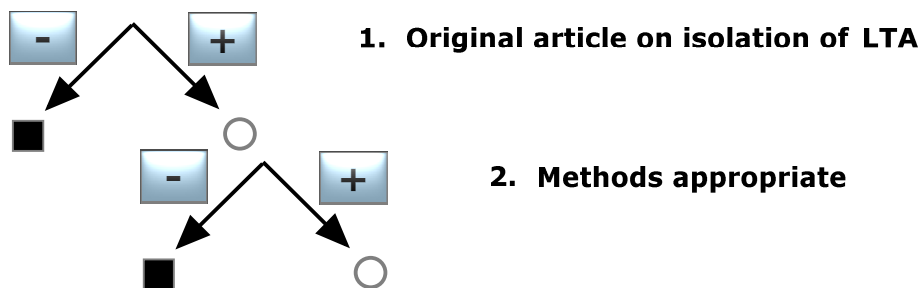 - + 1. Original article on isolation of LTA
- + 2. Methods appropriate